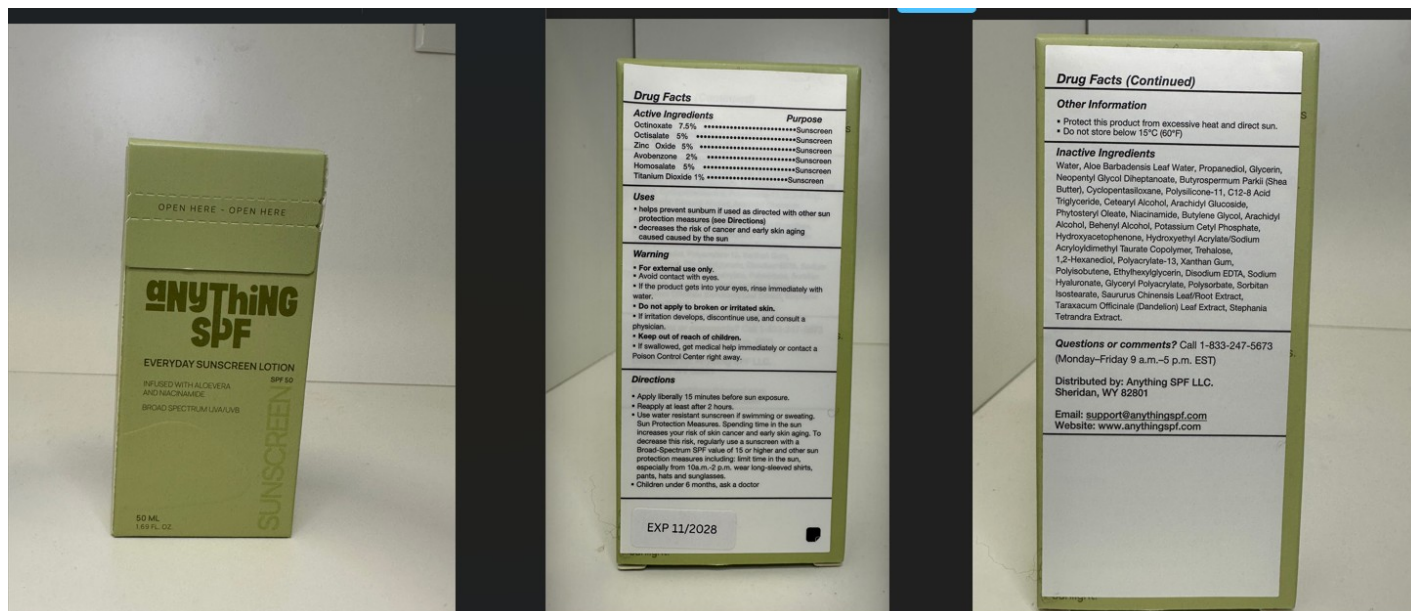 OPEN HERE - OPEN HERE
aNYThiNG
SPF
EVERYDAY SUNSCREEN LOTION
SPF 50
INFUSED WITH ALOEVERA
AND NIACINAMIDE
BROAD SPECTRUM UVA/UVB
SUNSCREEN
50 ML
1.69 FL. OZ.
Drug Facts
Active Ingredients Purpose
Octinoxate 7.5% Sunscreen
Octisalate 5% Sunscreen
Zinc Oxide 5% Sunscreen
Avobenzone 2% Sunscreen
Homosalate 5% Sunscreen
Titanium Dioxide 1% Sunscreen
Uses
• helps prevent sunburn if used as directed with other sun
protection measures (see Directions)
• decreases the risk of cancer and early skin aging
caused caused by the sun
Warning
• For external use only.
• Avoid contact with eyes.
• If the product gets into your eyes, rinse immediately with
water.
• Do not apply to broken or irritated skin.
• If irritation develops, discontinue use, and consult a
physician.
• Keep out of reach of children.
• If swallowed, get medical help immediately or contact a
Poison Control Center right away.
Directions
• Apply liberally 15 minutes before sun exposure.
• Reapply at least after 2 hours.
• Use water resistant sunscreen if swimming or sweating.
Sun Protection Measures. Spending time in the sun
increases your risk of skin cancer and early skin aging. To
decrease this risk, regularly use a sunscreen with a
Broad-Spectrum SPF value of 15 or higher and other sun
protection measures including: limit time in the sun,
especially from 10a.m.-2 p.m. wear long-sleeved shirts,
pants, hats and sunglasses.
• Children under 6 months, ask a doctor
EXP 11/2028
Drug Facts (Continued)
Other Information
• Protect this product from excessive heat and direct sun.
• Do not store below 15°C (60°F)
Inactive Ingredients
Water, Aloe Barbadensis Leaf Water, Propanediol, Glycerin,
Neopentyl Glycol Diheptanoate, Butyrospermum Parkii (Shea
Butter), Cyclopentasiloxane, Polysilicone-11, C12-8 Acid
Triglyceride, Cetearyl Alcohol, Arachidyl Glucoside,
Phytosteryl Oleate, Niacinamide, Butylene Glycol, Arachidyl
Alcohol, Behenyl Alcohol, Potassium Cetyl Phosphate,
Hydroxyacetophenone, Hydroxyethyl Acrylate/Sodium
Acryloyldimethyl Taurate Copolymer, Trehalose,
1,2-Hexanediol, Polyacrylate-13, Xanthan Gum,
Polyisobutene, Ethylhexylglycerin, Disodium EDTA, Sodium
Hyaluronate, Glyceryl Polyacrylate, Polysorbate, Sorbitan
Isostearate, Saururus Chinensis Leaf/Root Extract,
Taraxacum Officinale (Dandelion) Leaf Extract, Stephania
Tetrandra Extract.
Questions or comments? Call 1-833-247-5673
(Monday–Friday 9 a.m.–5 p.m. EST)
Distributed by: Anything SPF LLC.
Sheridan, WY 82801
Email: support@anythingspf.com
Website: www.anythingspf.com